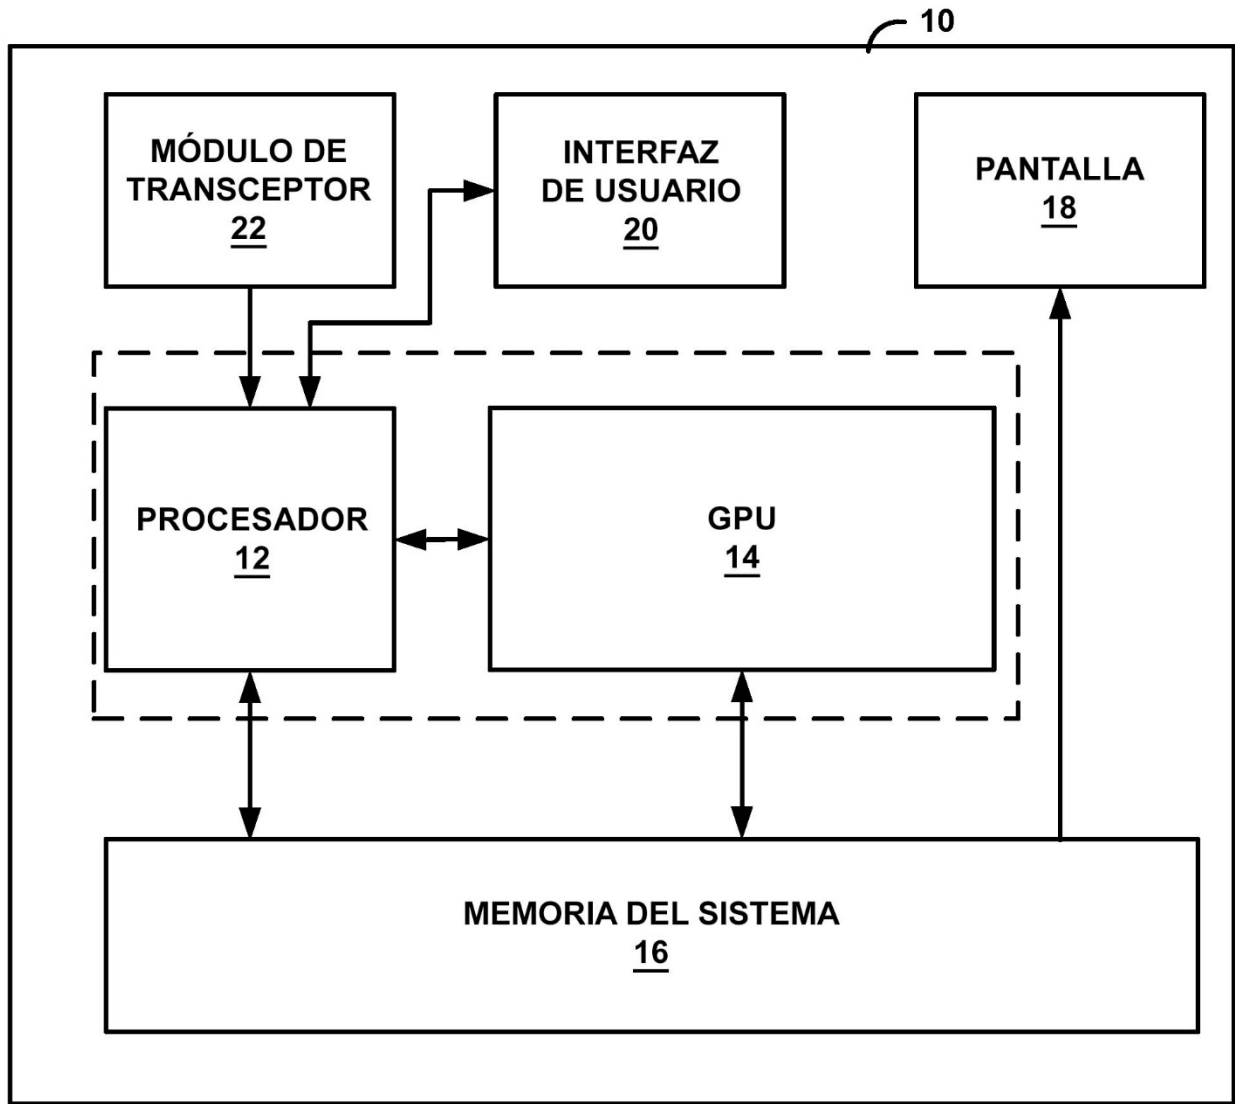 10
MÓDULO DE
TRANSCEPTOR
22
INTERFAZ
DE USUARIO
20
PANTALLA
18
PROCESADOR
12
GPU
14
MEMORIA DEL SISTEMA
16